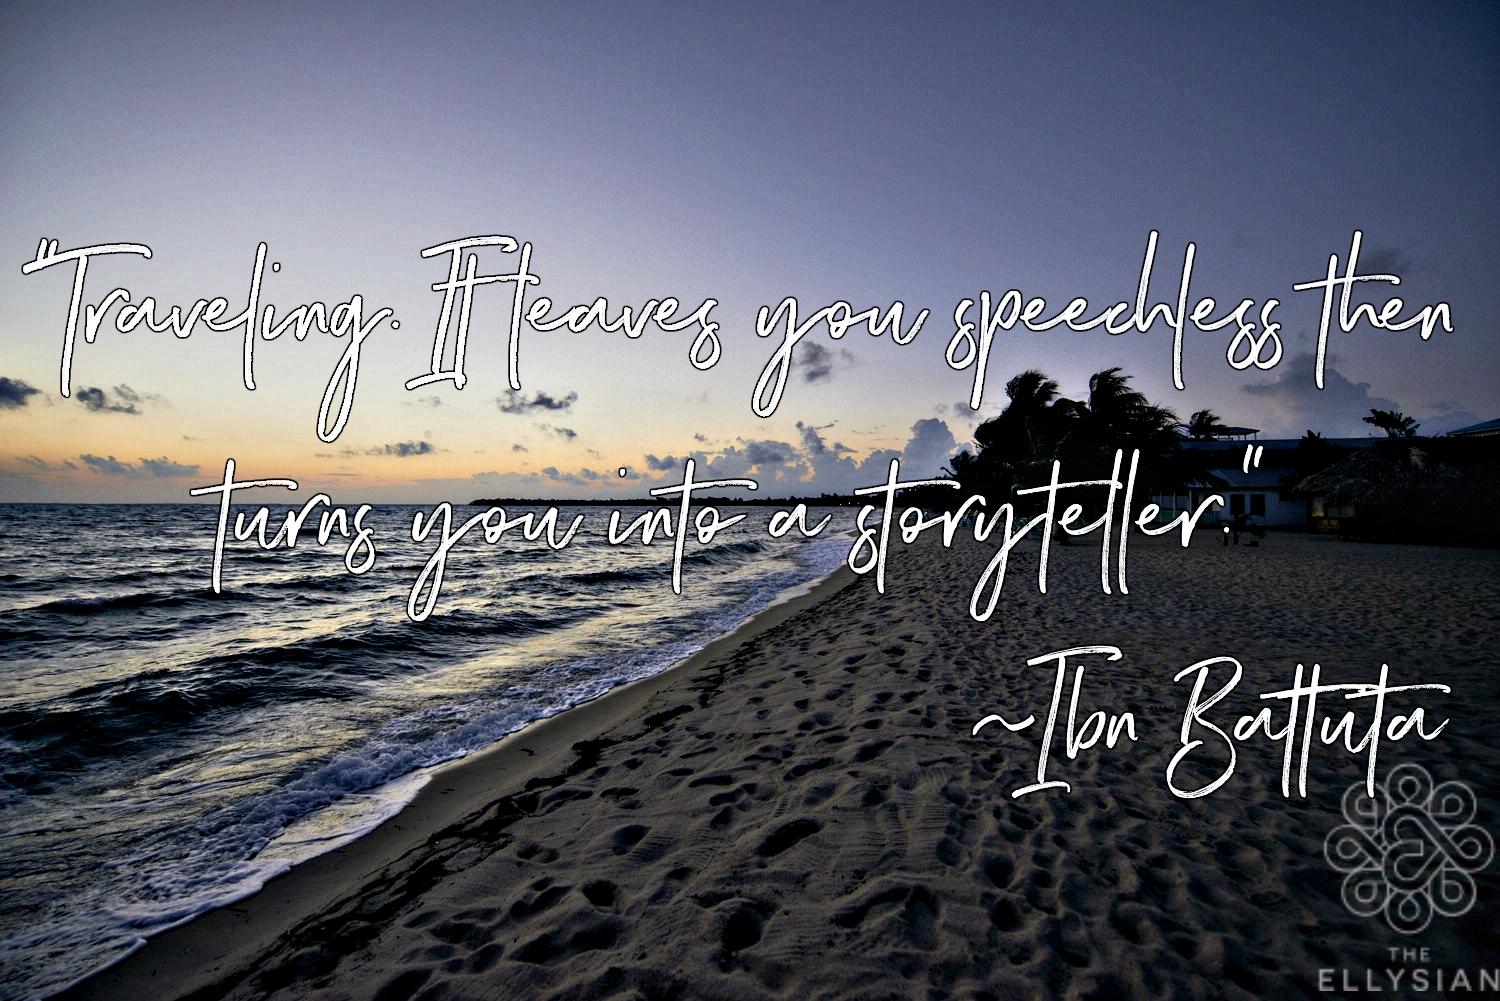 "Traveling. It leaves you speechless then
turns you into a storyteller."
~Ibn Battuta
THE
ELLYSIAN